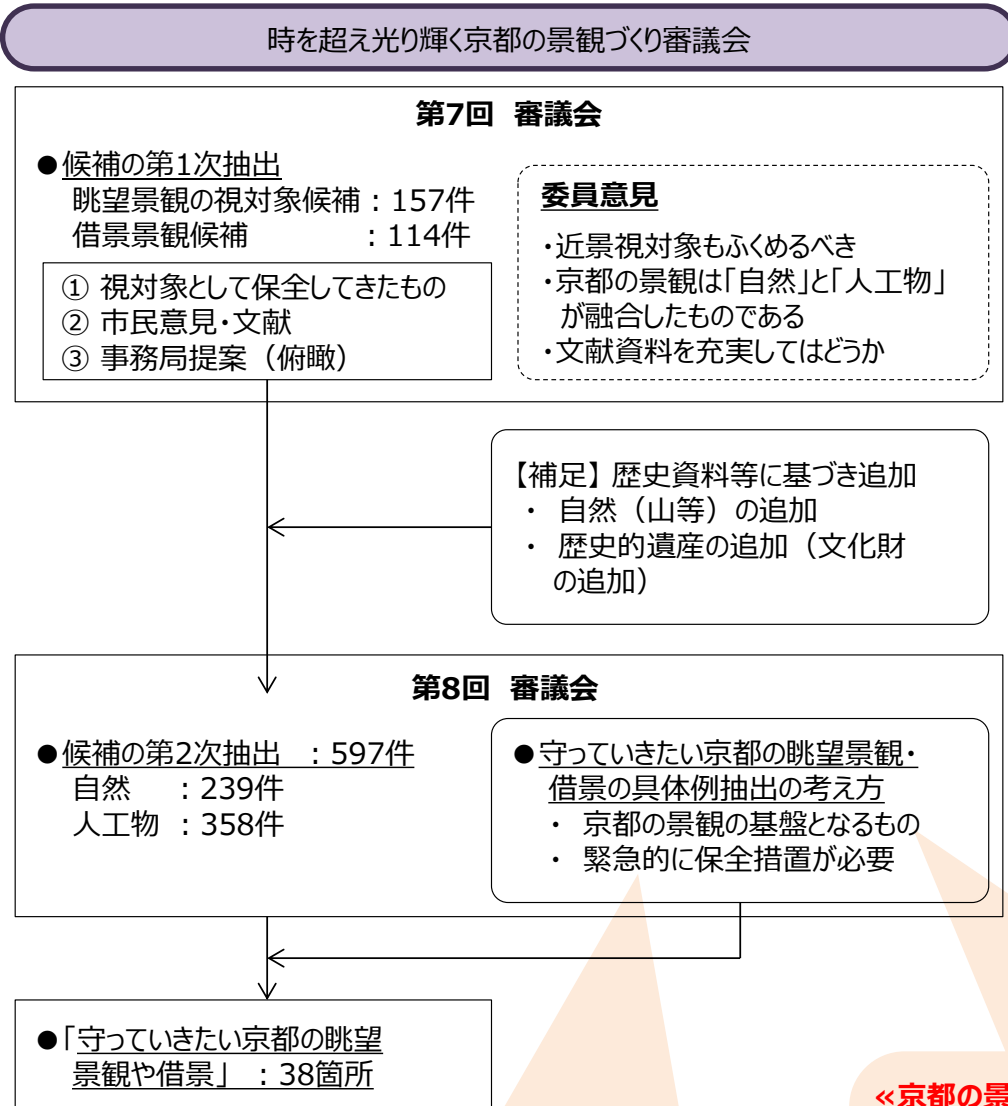 時を超え光り輝く京都の景観づくり審議会
第7回 審議会
●候補の第1次抽出
眺望景観の視対象候補：157件
借景景観候補　　　　：114件
① 視対象として保全してきたもの
② 市民意見・文献
③ 事務局提案（俯瞰）
委員意見
・近景視対象もふくめるべき
・京都の景観は「自然」と「人工物」
が融合したものである
・文献資料を充実してはどうか
【補足】歴史資料等に基づき追加
・ 自然（山等）の追加
・ 歴史的遺産の追加（文化財
の追加）
第8回 審議会
●候補の第2次抽出　：597件
自然　　：239件
人工物 ：358件
●守っていきたい京都の眺望景観・
借景の具体例抽出の考え方
・ 京都の景観の基盤となるもの
・ 緊急的に保全措置が必要
●「守っていきたい京都の眺望
景観や借景」 ：38箇所
≪京都の景